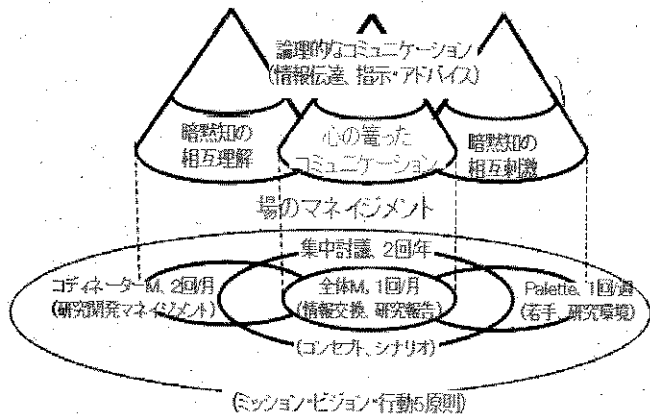 論理的なコミュニケーション
(情報伝達、指示・アドバイス)
暗黙知の
相互理解
心の篭った
コミュニケーション
暗黙知の
相互刺激
場のマネイジメント
集中討議、2回/年
コディネーターM、2回/月
(研究開発マネイジメント)
全体M、1回/月
(情報交換、研究報告)
Palette、1回/週
(若手、研究環境)
(コンセプト、シナリオ)
(ミッション・ビジョン・行動5原則)